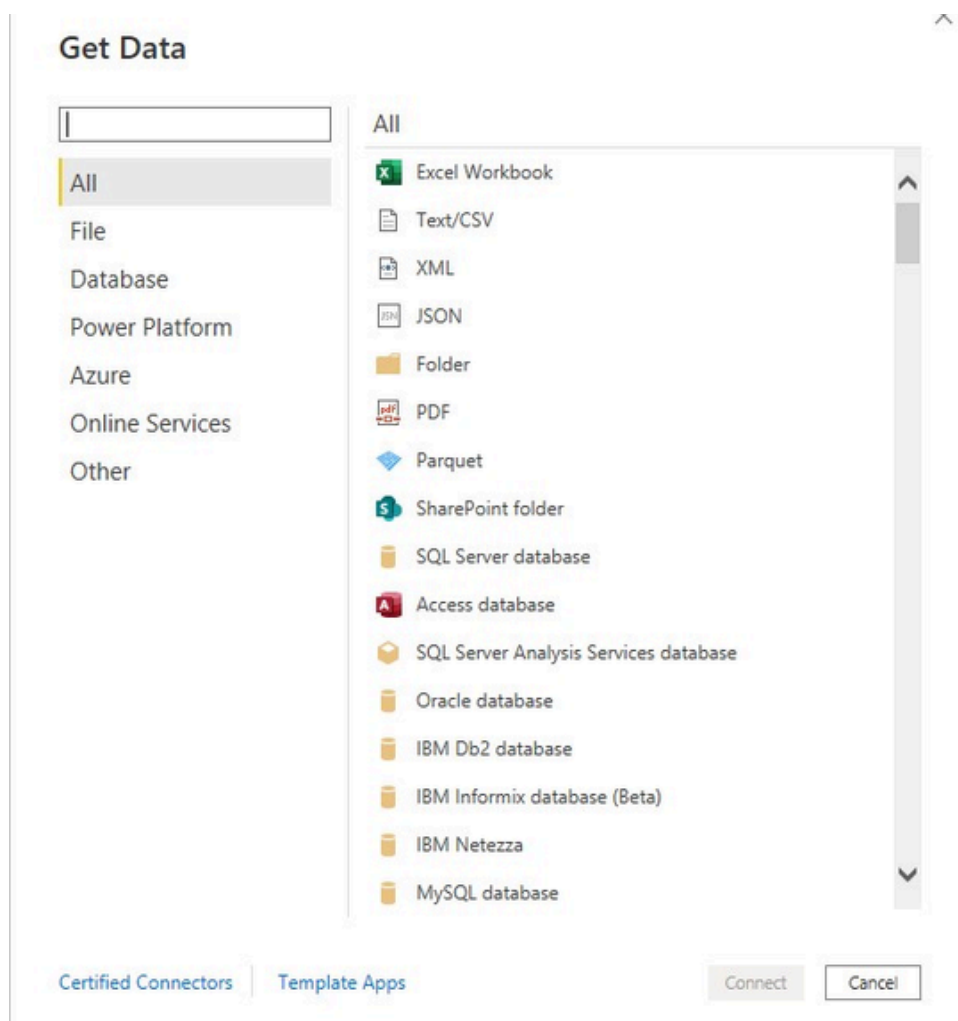 Get Data
All
File
Database
Power Platform
Azure
Online Services
Other
All
Excel Workbook
Text/CSV
XML
JSON
Folder
PDF
Parquet
SharePoint folder
SQL Server database
Access database
SQL Server Analysis Services database
Oracle database
IBM Db2 database
IBM Informix database (Beta)
IBM Netezza
MySQL database
Certified Connectors
Template Apps
Connect
Cancel